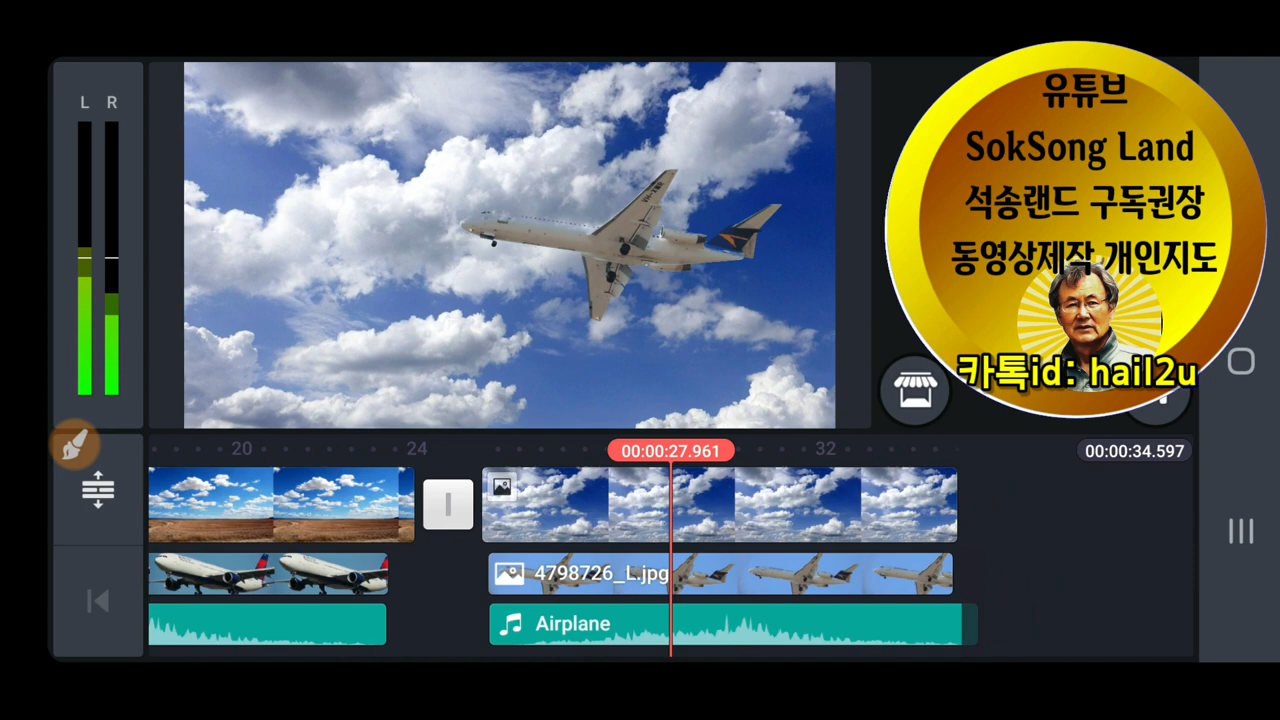 L R
유튜브
SokSong Land
석송랜드 구독권장
동영상제작 개인지도
카톡id: hail2u
20
24
00:00:27.961
32
00:00:34.597
4798726_L.jpg
Airplane